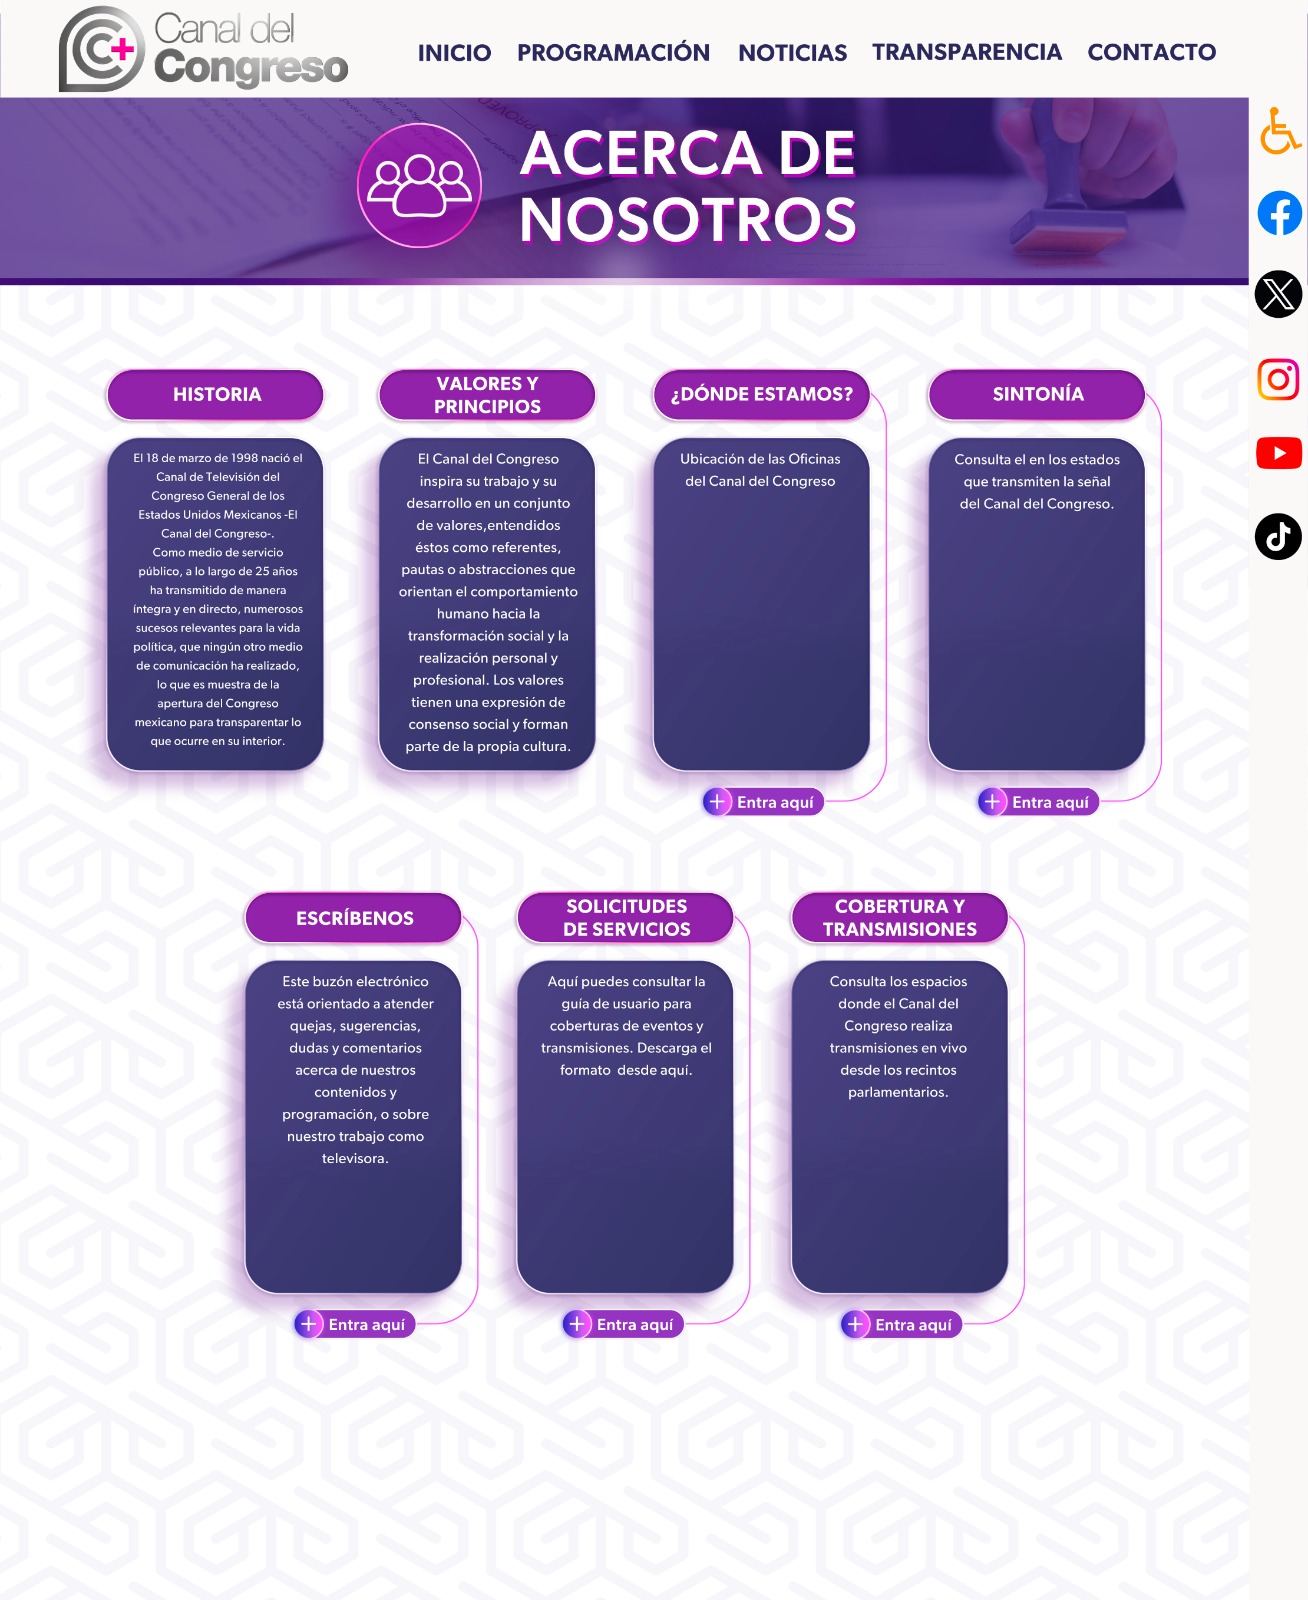 Canal del
Congreso
INICIO PROGRAMACIÓN NOTICIAS TRANSPARENCIA CONTACTO
APPROVED
ACERCA DE
NOSOTROS
HISTORIA
El 18 de marzo de 1998 nació el
Canal de Televisión del
Congreso General de los
Estados Unidos Mexicanos -El
Canal del Congreso-.
Como medio de servicio
público, a lo largo de 25 años
ha transmitido de manera
íntegra y en directo, numerosos
sucesos relevantes para la vida
política, que ningún otro medio
de comunicación ha realizado,
lo que es muestra de la
apertura del Congreso
mexicano para transparentar lo
que ocurre en su interior.
VALORES Y
PRINCIPIOS
El Canal del Congreso
inspira su trabajo y su
desarrollo en un conjunto
de valores,entendidos
éstos como referentes,
pautas o abstracciones que
orientan el comportamiento
humano hacia la
transformación social y la
realización personal y
profesional. Los valores
tienen una expresión de
consenso social y forman
parte de la propia cultura.
¿DÓNDE ESTAMOS?
Ubicación de las Oficinas
del Canal del Congreso
Entra aquí
SINTONÍA
Consulta el en los estados
que transmiten la señal
del Canal del Congreso.
Entra aquí
ESCRÍBENOS
Este buzón electrónico
está orientado a atender
quejas, sugerencias,
dudas y comentarios
acerca de nuestros
contenidos y
programación, o sobre
nuestro trabajo como
televisora.
Entra aquí
SOLICITUDES
DE SERVICIOS
Aquí puedes consultar la
guía de usuario para
coberturas de eventos y
transmisiones. Descarga el
formato  desde aquí.
Entra aquí
COBERTURA Y
TRANSMISIONES
Consulta los espacios
donde el Canal del
Congreso realiza
transmisiones en vivo
desde los recintos
parlamentarios.
Entra aquí